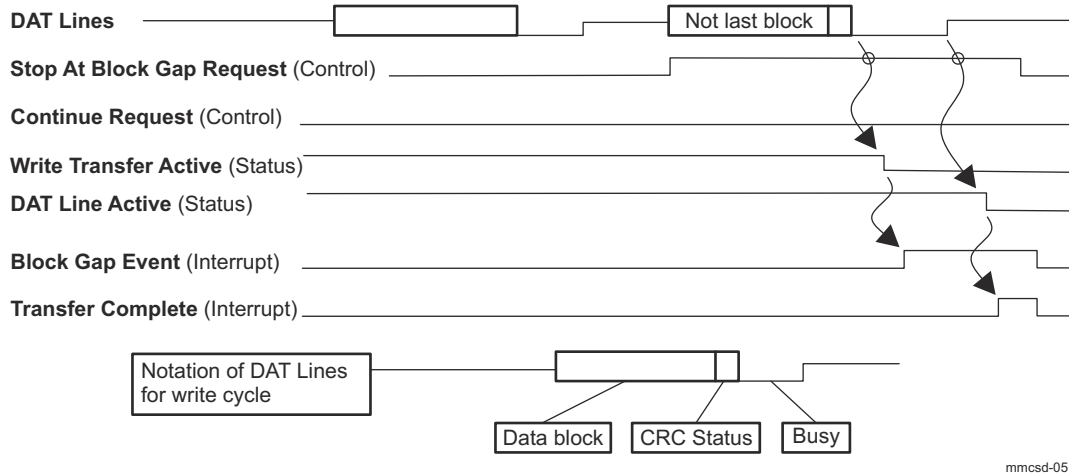 DAT Lines
Not last block
Stop At Block Gap Request (Control)
Continue Request (Control)
Write Transfer Active (Status)
DAT Line Active (Status)
Block Gap Event (Interrupt)
Transfer Complete (Interrupt)
Notation of DAT Lines
for write cycle
Data block
CRC Status
Busy
mmcsd-05